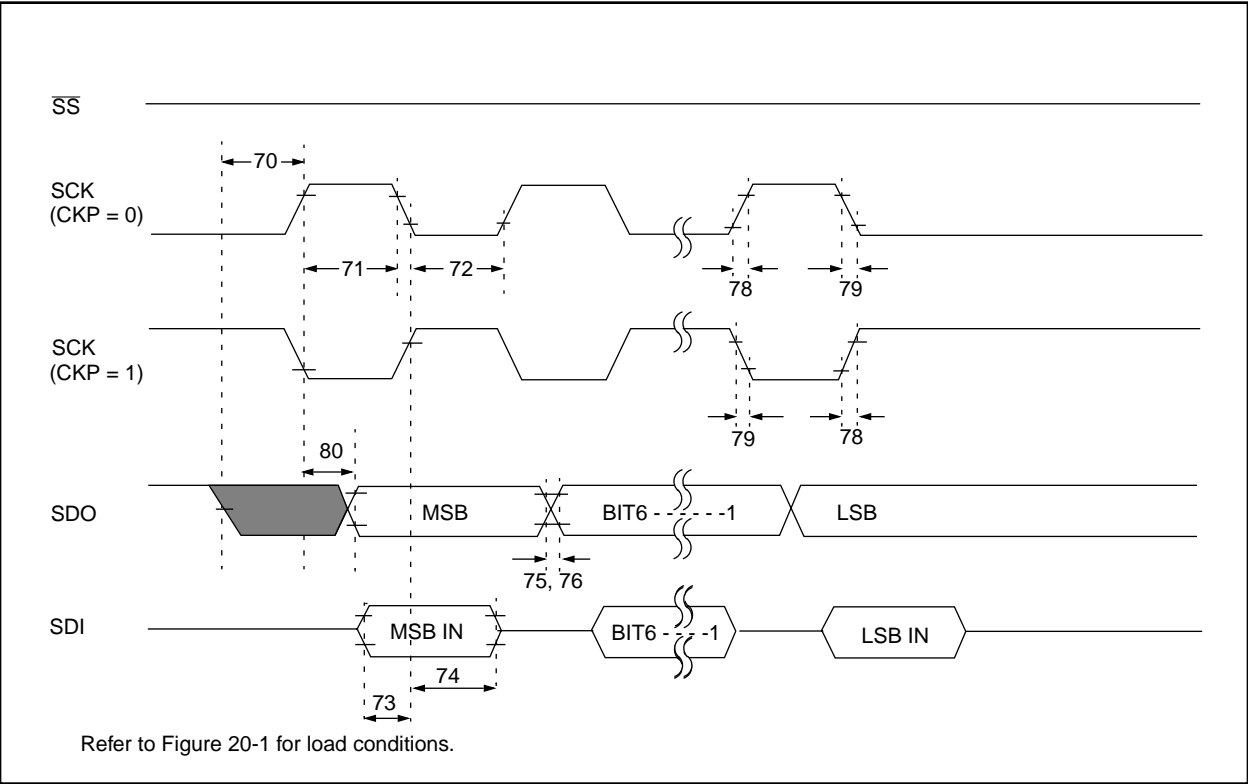 SS
70
SCK
(CKP = 0)
71
72
78
79
SCK
(CKP = 1)
79
78
80
SDO
MSB
BIT6 - - - - - -1
LSB
75, 76
SDI
MSB IN
BIT6 - - - -1
LSB IN
74
73
Refer to Figure 20-1 for load conditions.